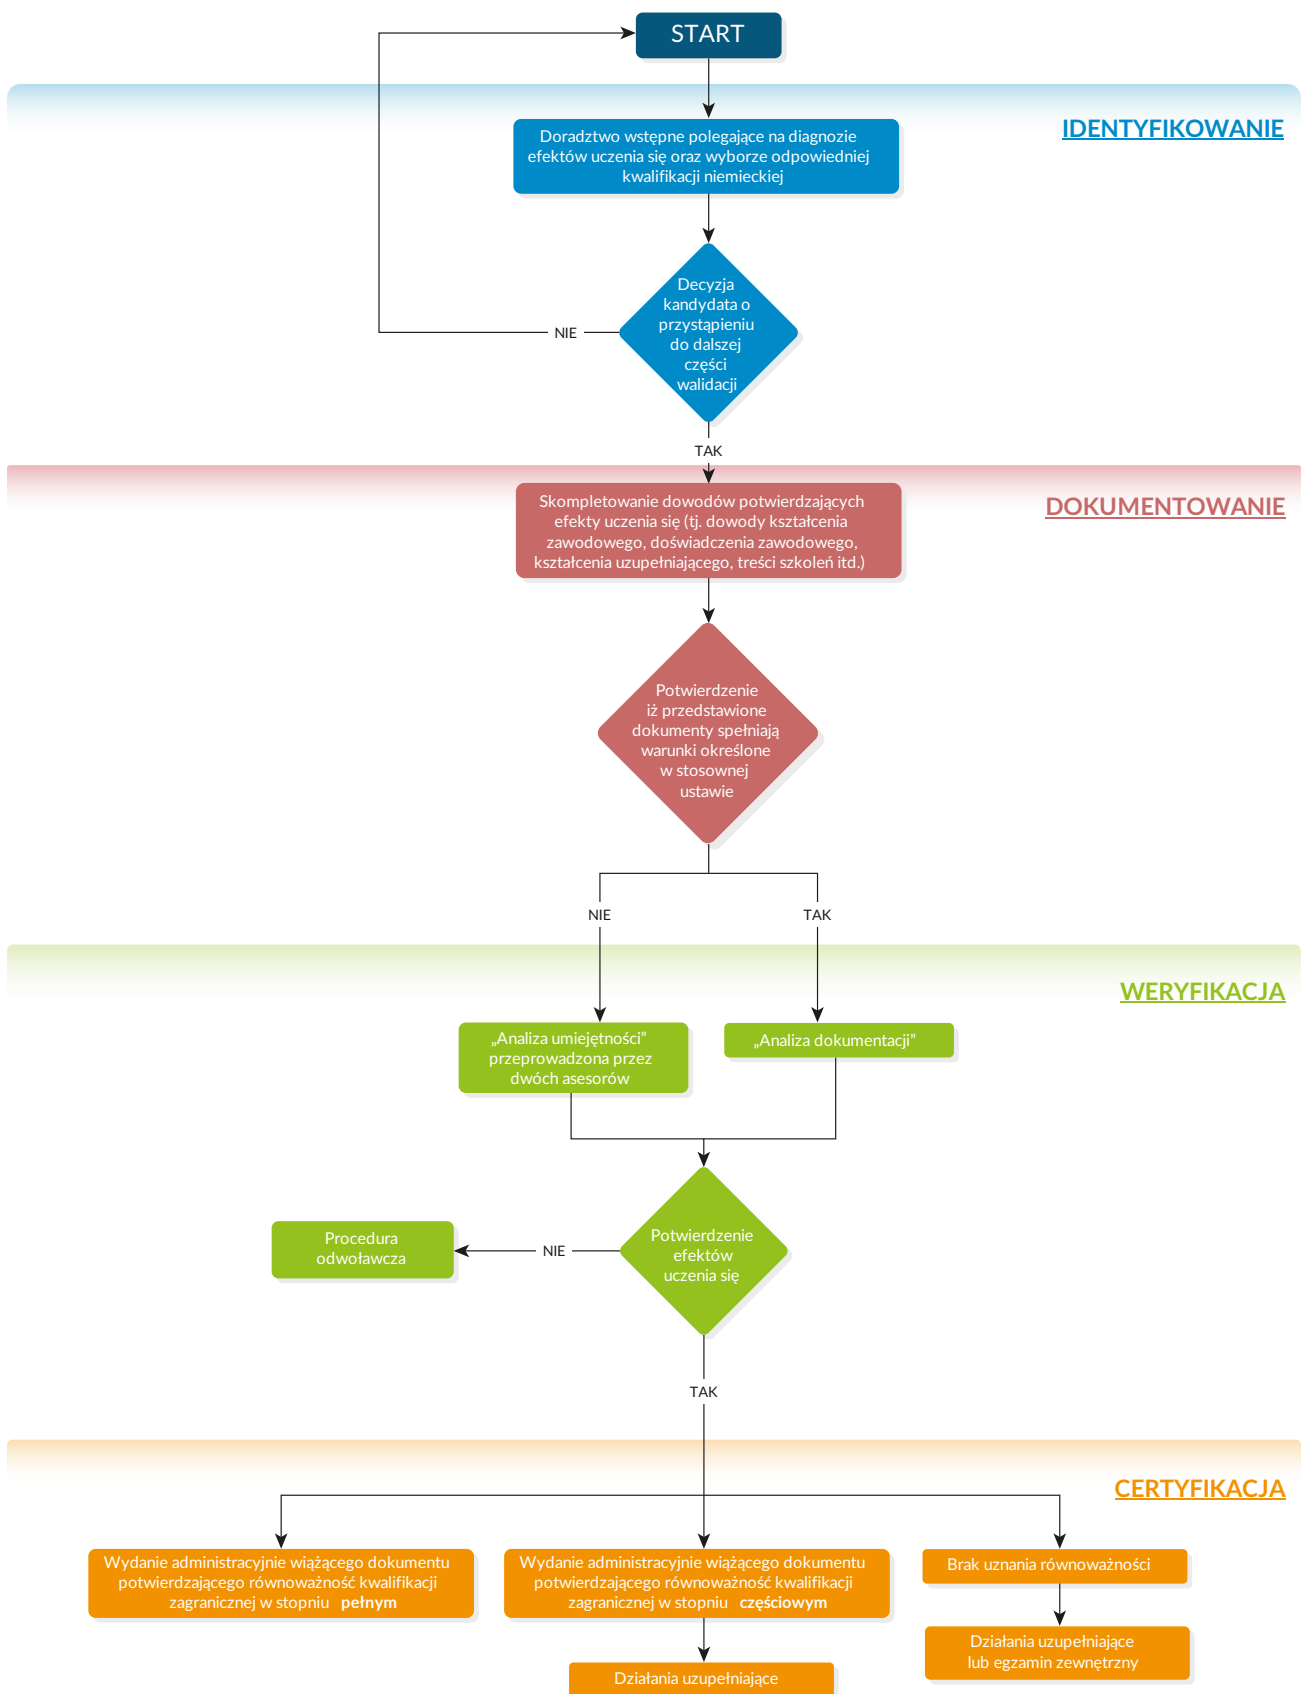 START
IDENTYFIKOWANIE
Doradztwo wstępne polegające na diagnozie
efektów uczenia się oraz wyborze odpowiedniej
kwalifikacji niemieckiej
Decyzja
kandydata o
przystąpieniu
do dalszej
części
walidacji
NIE
TAK
DOKUMENTOWANIE
Skompletowanie dowodów potwierdzających
efekty uczenia się (tj. dowody kształcenia
zawodowego, doświadczenia zawodowego,
kształcenia uzupełniającego, treści szkoleń itd.)
Potwierdzenie
iż przedstawione
dokumenty spełniają
warunki określone
w stosownej
ustawie
NIE
TAK
WERYFIKACJA
„Analiza umiejętności”
przeprowadzona przez
dwóch asesorów
„Analiza dokumentacji”
Potwierdzenie
efektów
uczenia się
NIE
Procedura
odwoławcza
TAK
CERTYFIKACJA
Wydanie administracyjnie wiążącego dokumentu
potwierdzającego równoważność kwalifikacji
zagranicznej w stopniu pełnym
Wydanie administracyjnie wiążącego dokumentu
potwierdzającego równoważność kwalifikacji
zagranicznej w stopniu częściowym
Brak uznania równoważności
Działania uzupełniające
lub egzamin zewnętrzny
Działania uzupełniające